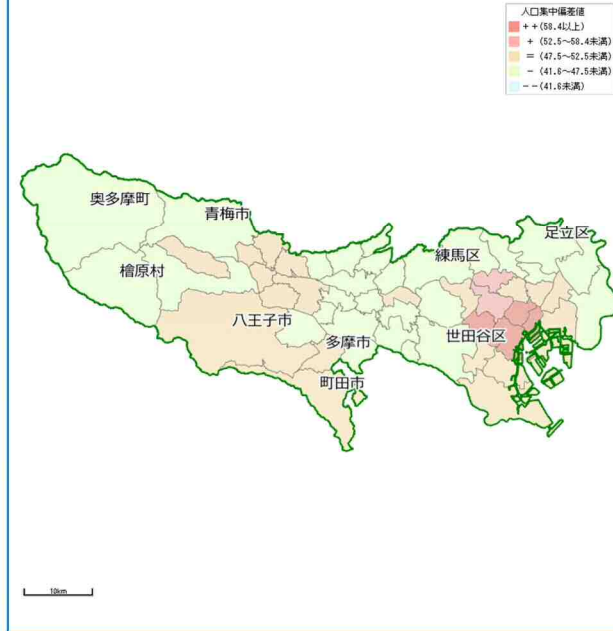 人口集中偏差値
++(58.4以上)
+(52.5～58.4未満)
=(47.5～52.5未満)
-(41.6～47.5未満)
--(41.6未満)
奥多摩町
青梅市
足立区
練馬区
檜原村
八王子市
世田谷区
多摩市
町田市
10km